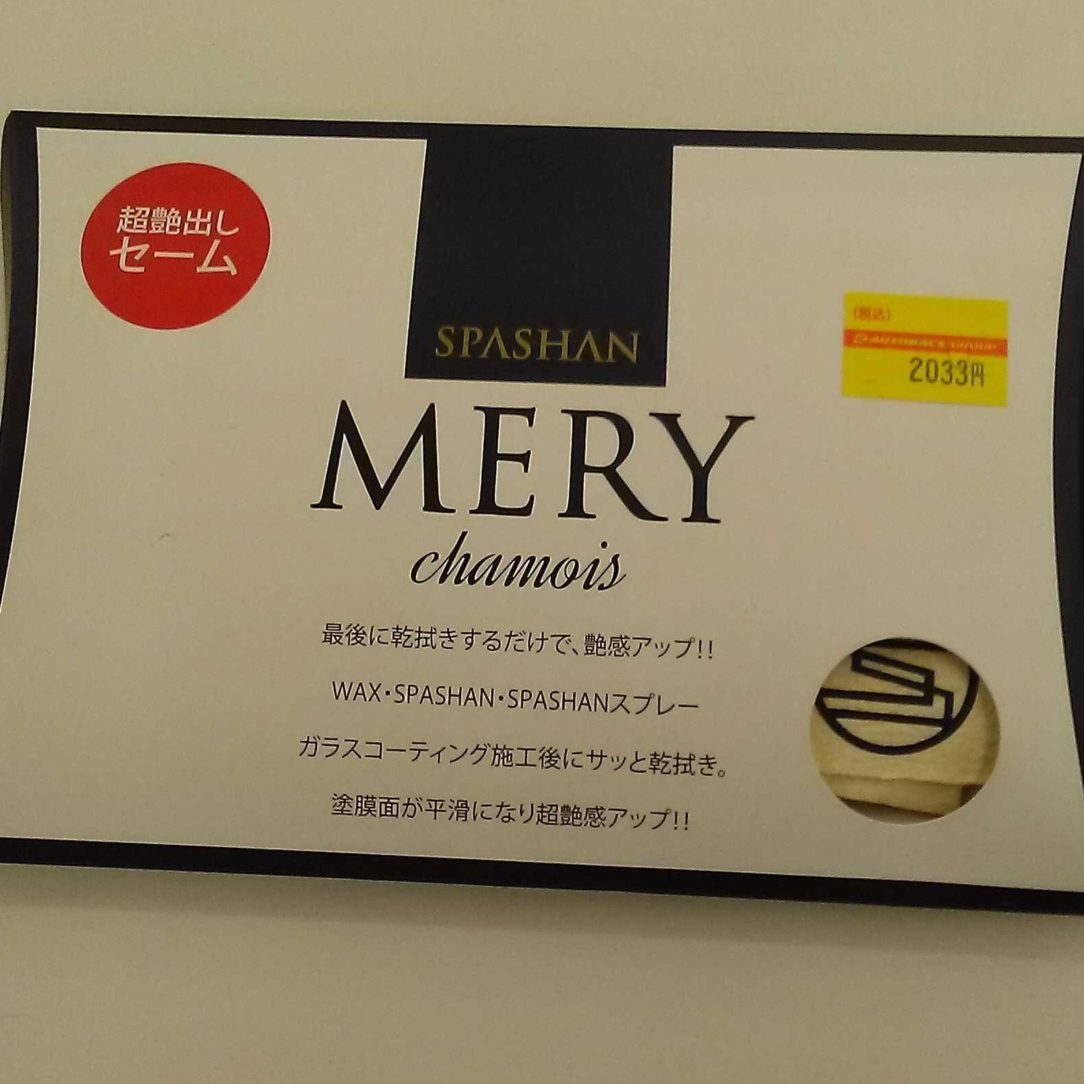 超艶出し
セーム
SPASHAN
(税込)
AUTOBACS GROUP
2033円
MERY
chamois
最後に乾拭きするだけで、艶感アップ!!
WAX・SPASHAN・SPASHANスプレー
ガラスコーティング施工後にサッと乾拭き。
塗膜面が平滑になり超艶感アップ!!